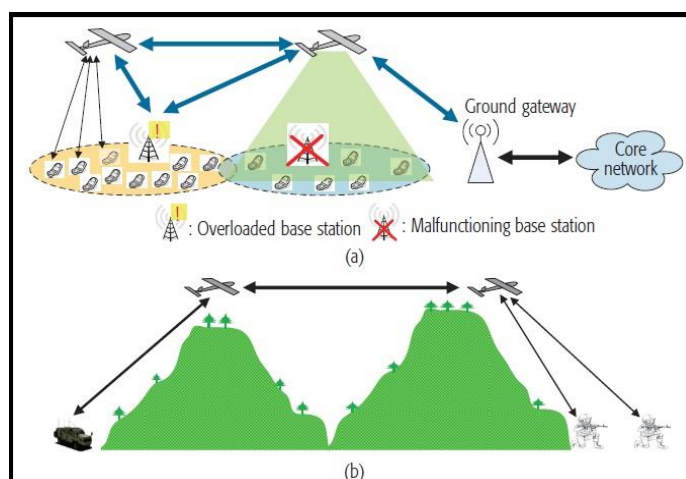 Ground gateway
Core
network
!
!
: Overloaded base station
: Malfunctioning base station
(a)
(b)